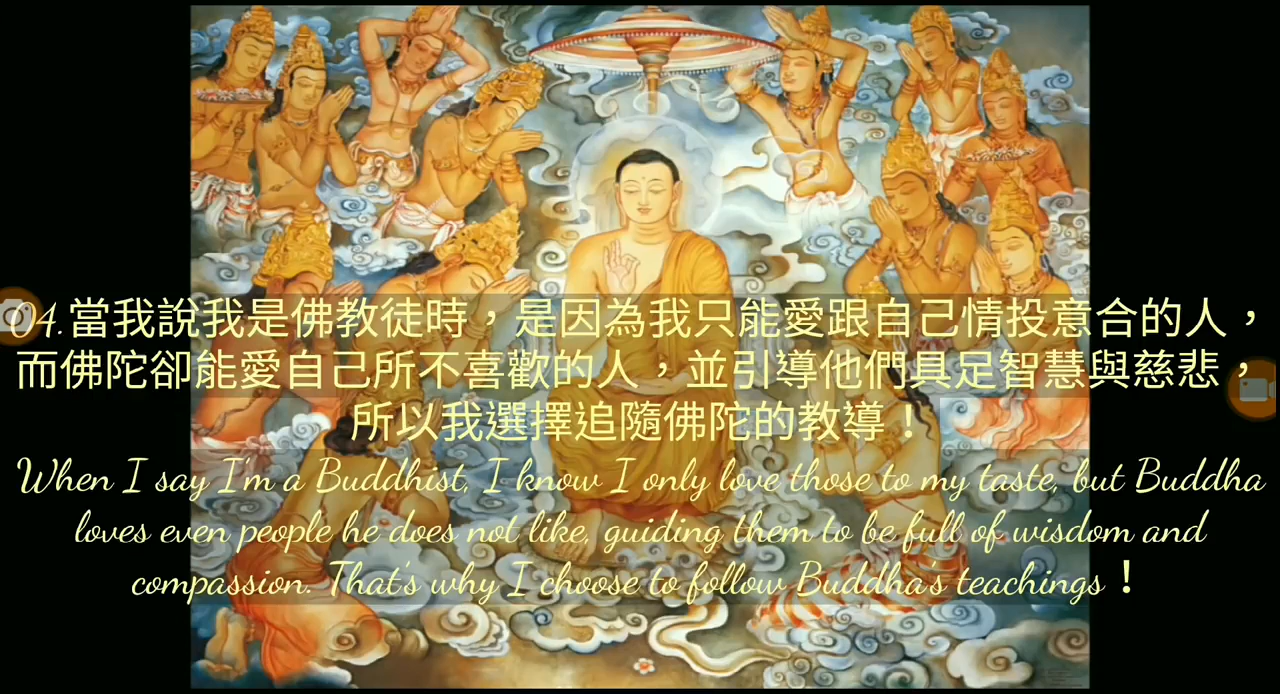 04.當我說我是佛教徒時，是因為我只能愛跟自己情投意合的人，
而佛陀卻能愛自己所不喜歡的人，並引導他們具足智慧與慈悲，
所以我選擇追隨佛陀的教導！
When I say I'm a Buddhist, I know I only love those to my taste, but Buddha
loves even people he does not like, guiding them to be full of wisdom and
compassion. That's why I choose to follow Buddha's teachings！